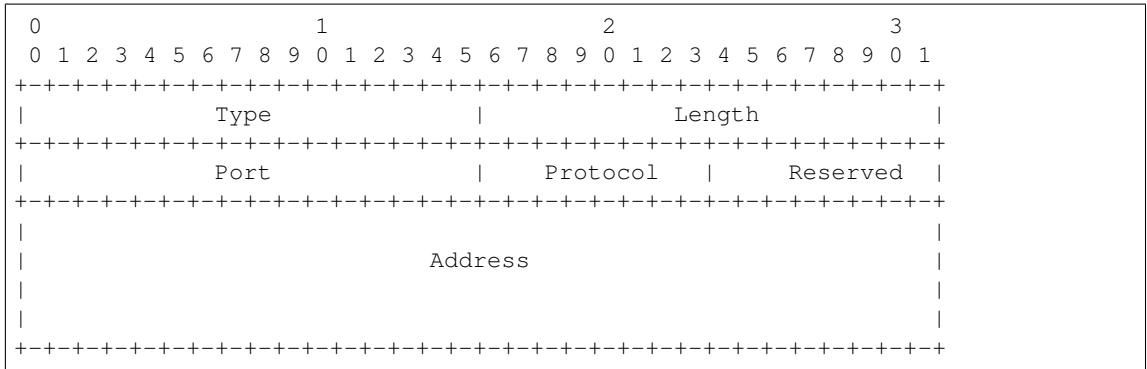 0                   1                   2                   3
 0 1 2 3 4 5 6 7 8 9 0 1 2 3 4 5 6 7 8 9 0 1 2 3 4 5 6 7 8 9 0 1
+-+-+-+-+-+-+-+-+-+-+-+-+-+-+-+-+-+-+-+-+-+-+-+-+-+-+-+-+-+-+-+-+
|             Type              |             Length            |
+-+-+-+-+-+-+-+-+-+-+-+-+-+-+-+-+-+-+-+-+-+-+-+-+-+-+-+-+-+-+-+-+
|             Port              |    Protocol   |     Reserved  |
+-+-+-+-+-+-+-+-+-+-+-+-+-+-+-+-+-+-+-+-+-+-+-+-+-+-+-+-+-+-+-+-+
|                                                               |
|                            Address                            |
|                                                               |
|                                                               |
+-+-+-+-+-+-+-+-+-+-+-+-+-+-+-+-+-+-+-+-+-+-+-+-+-+-+-+-+-+-+-+-+